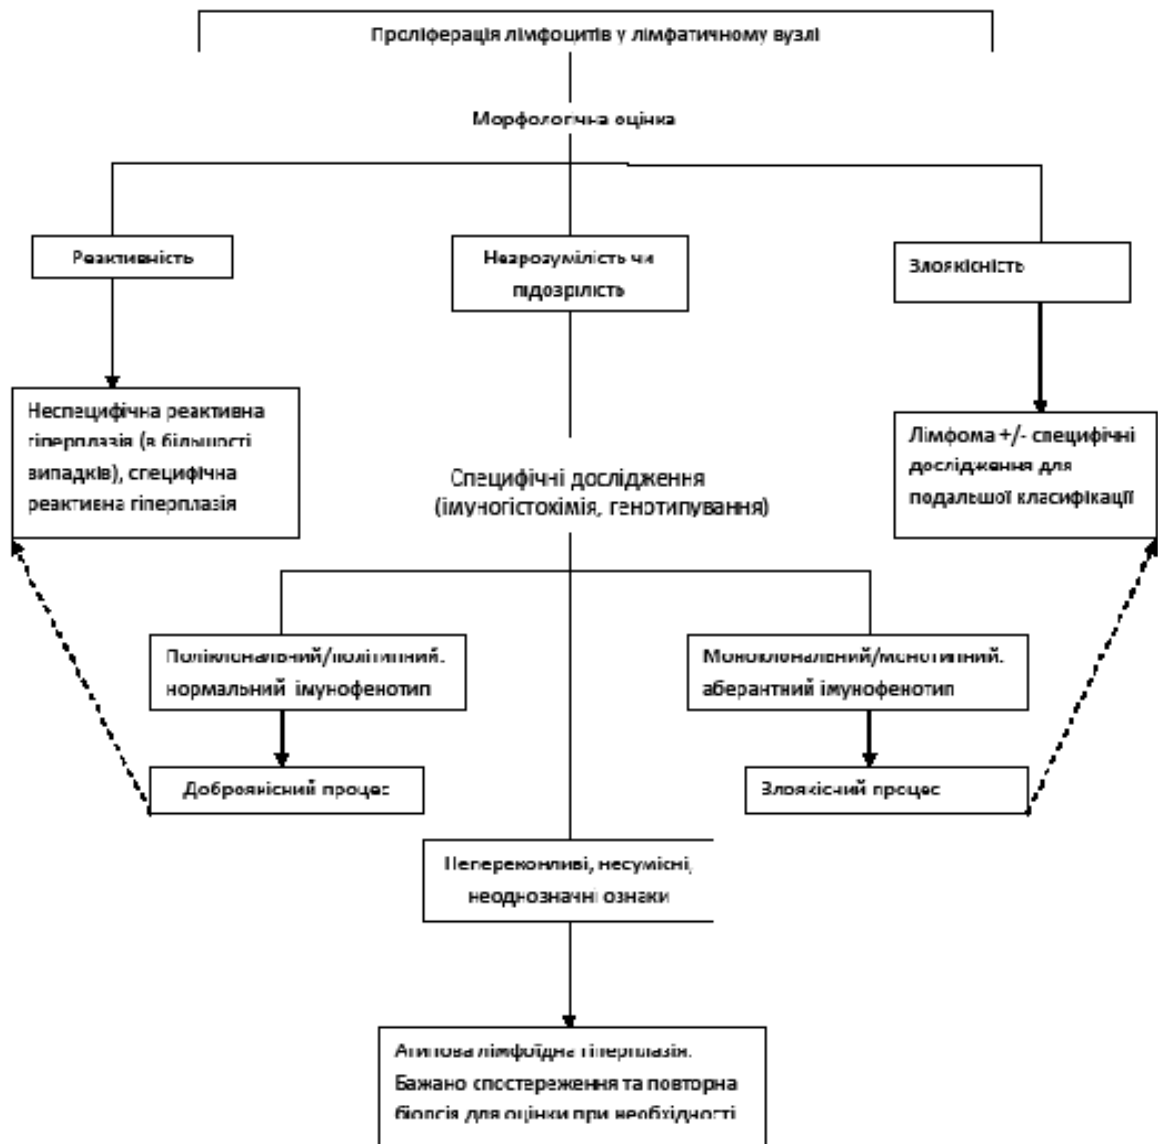 Проліферація лімфоцитів у лімфатичному вузлі
Морфологічна оцінка
Реактивність
Незрозумілість чи
підозрілість
Злоякісність
Неспецифічна реактивна
гіперплазія (в більшості
випадків), специфічна
реактивна гіперплазія
Специфічні дослідження
(імуногістохімія, генотипування)
Лімфома +/- специфічні
дослідження для
подальшої класифікації
Поліклональний/політипний.
нормальний імунофенотип
Моноклональний/монотипний.
аберантний імунофенотип
Доброякісний процес
Злоякісний процес
Непереконливі, несумісні,
неоднозначні ознаки
Атипова лімфоїдна гіперплазія.
Бажано спостереження та повторна
біопсія для оцінки при необхідності